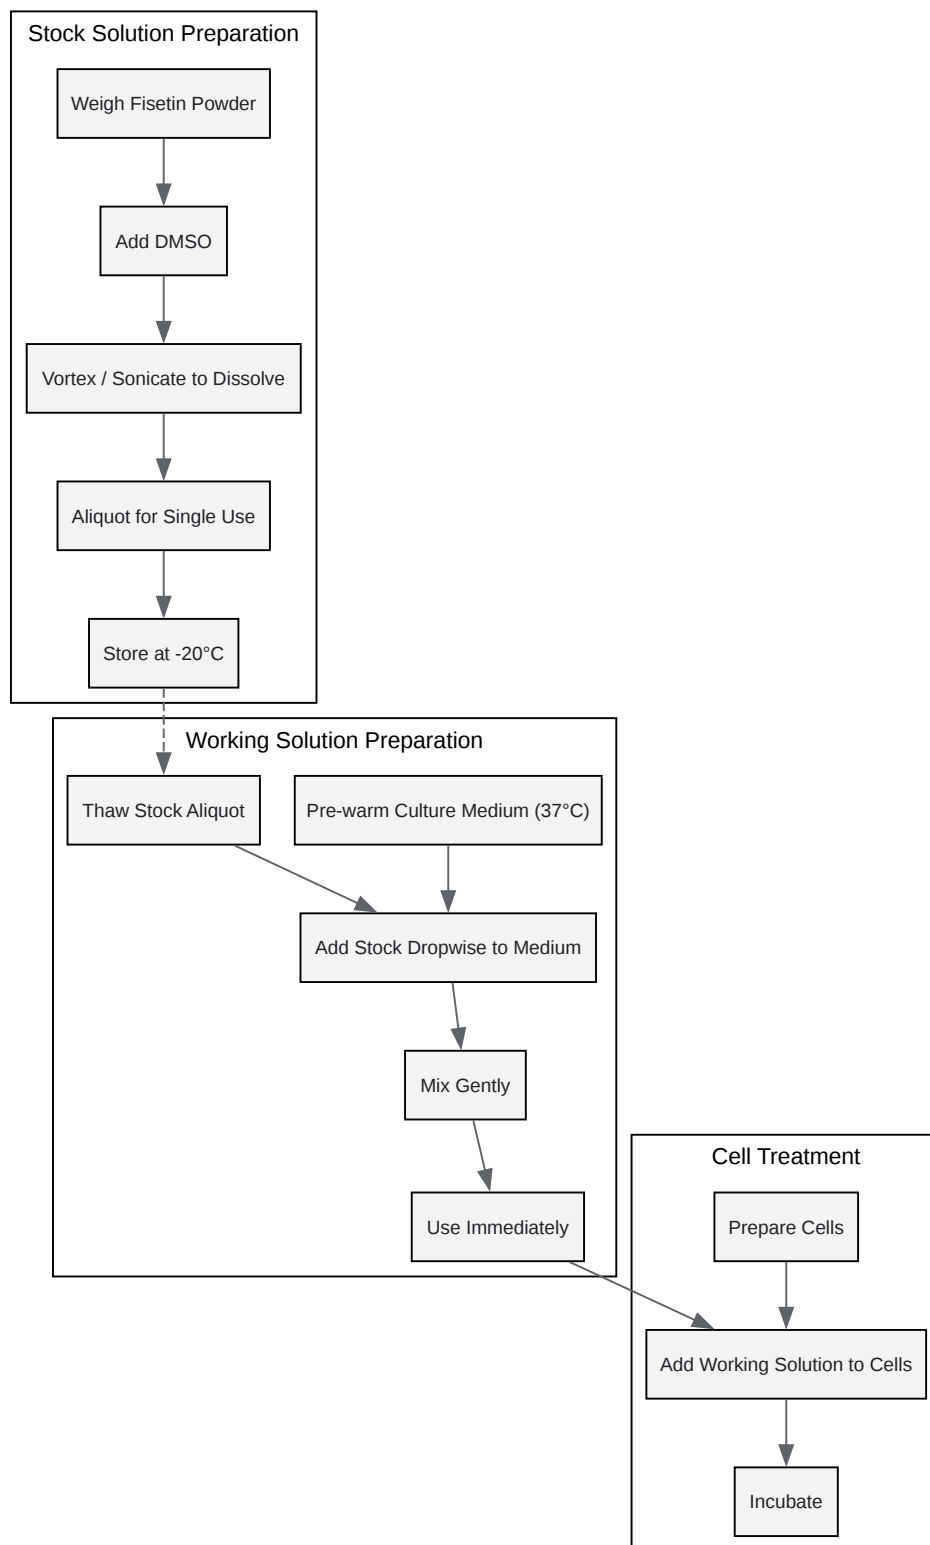 Stock Solution Preparation
Weigh Fisetin Powder
Add DMSO
Vortex / Sonicate to Dissolve
Aliquot for Single Use
Store at -20°C
Working Solution Preparation
Thaw Stock Aliquot
Pre-warm Culture Medium (37°C)
Add Stock Dropwise to Medium
Mix Gently
Use Immediately
Cell Treatment
Prepare Cells
Add Working Solution to Cells
Incubate